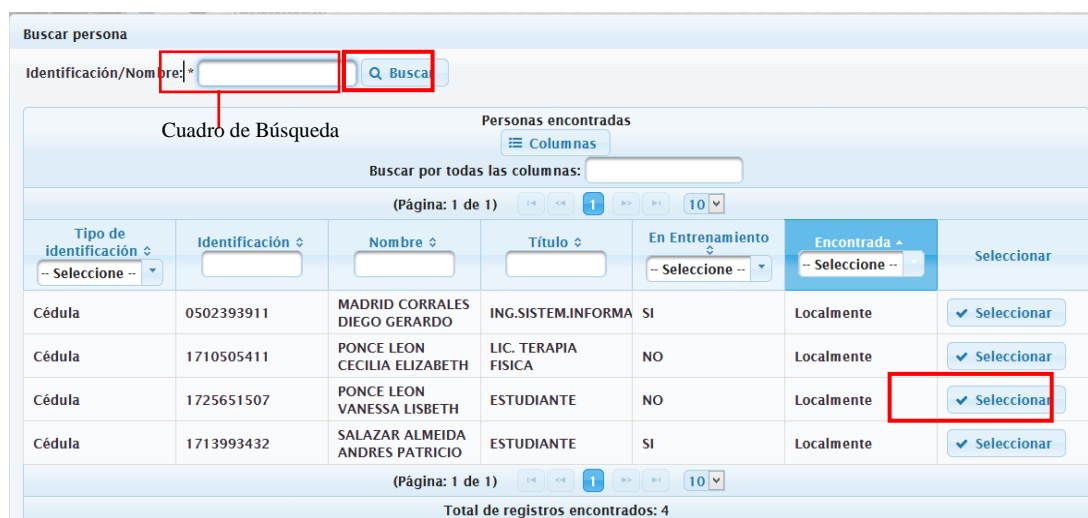 Buscar persona
Identificación/Nombre: * Buscar
Cuadro de Búsqueda
Personas encontradas
Columnas
Buscar por todas las columnas:
(Página: 1 de 1) 1 10
Tipo de identificación Identificación Nombre Título En Entrenamiento Encontrada Seleccionar
-- Seleccione -- -- Seleccione -- -- Seleccione --
Cédula 0502393911 MADRID CORRALES DIEGO GERARDO ING.SISTEM.INFORMA SI Localmente Seleccionar
Cédula 1710505411 PONCE LEON CECILIA ELIZABETH LIC. TERAPIA FISICA NO Localmente Seleccionar
Cédula 1725651507 PONCE LEON VANESSA LISBETH ESTUDIANTE NO Localmente Seleccionar
Cédula 1713993432 SALAZAR ALMEIDA ANDRES PATRICIO ESTUDIANTE SI Localmente Seleccionar
(Página: 1 de 1) 1 10
Total de registros encontrados: 4